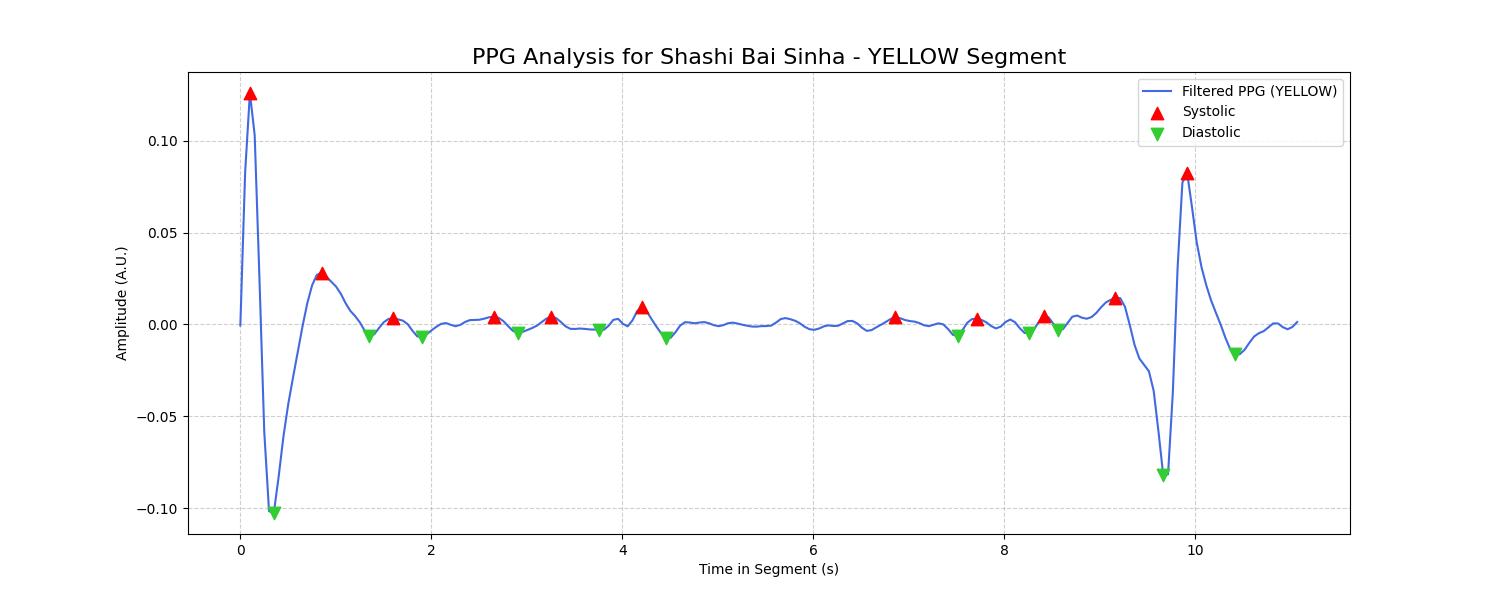 PPG Analysis for Shashi Bai Sinha - YELLOW Segment
Filtered PPG (YELLOW)
Systolic
Diastolic
Amplitude (A.U.)
0.10
0.05
0.00
−0.05
−0.10
0 2 4 6 8 10
Time in Segment (s)